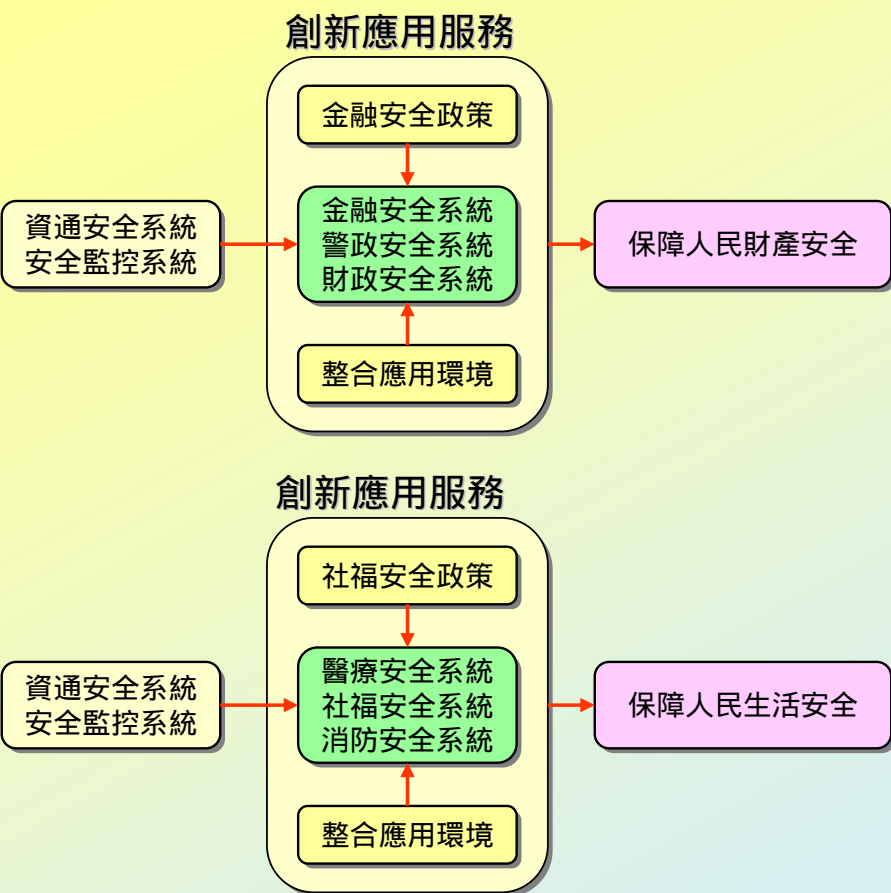 創新應用服務
金融安全政策
資通安全系統
安全監控系統
金融安全系統
警政安全系統
財政安全系統
保障人民財產安全
整合應用環境
創新應用服務
社福安全政策
資通安全系統
安全監控系統
醫療安全系統
社福安全系統
消防安全系統
保障人民生活安全
整合應用環境